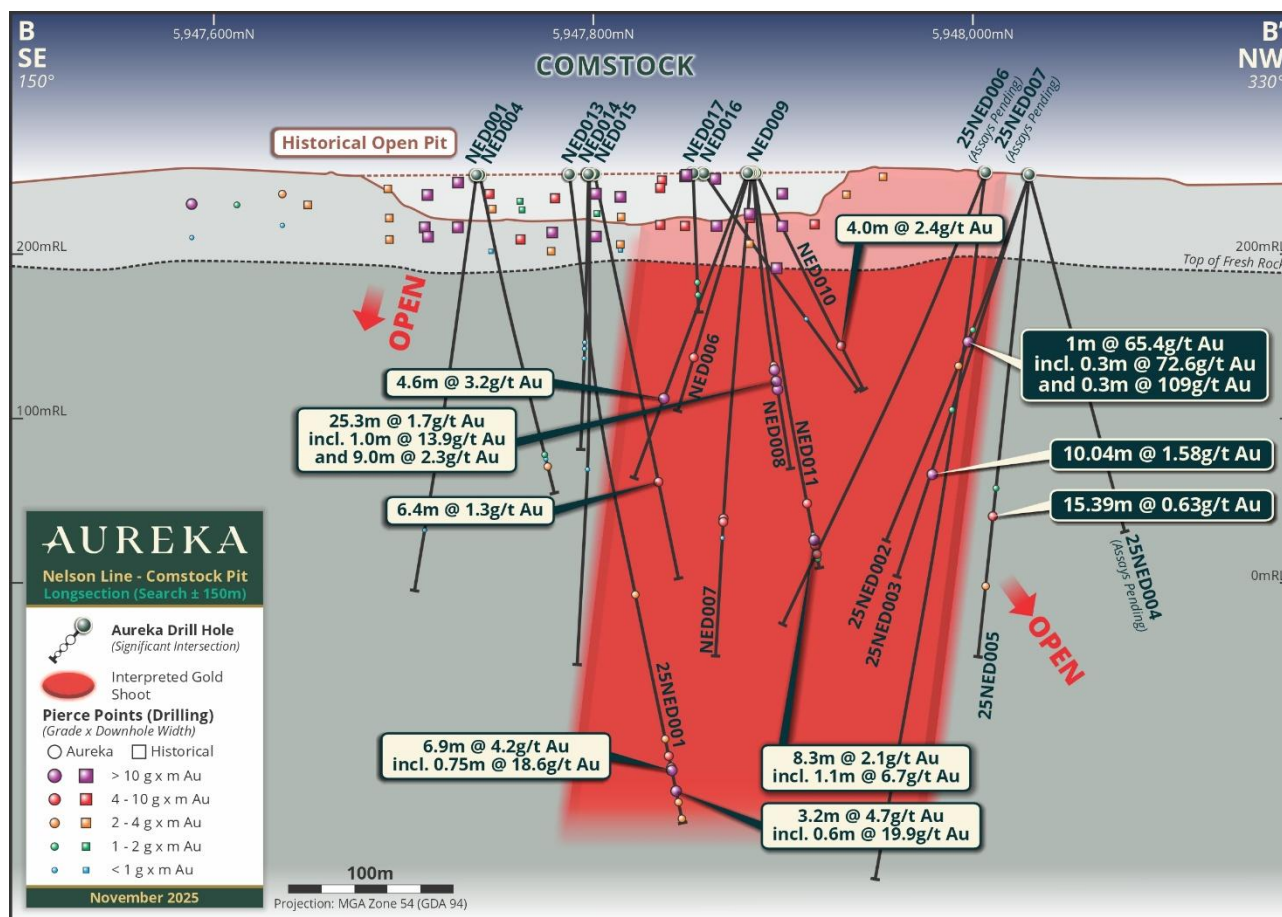 B
SE
150°
5,947,600mN
5,947,800mN
5,948,000mN
B'
NW
330°
COMSTOCK
Historical Open Pit
NED001
NED004
NED013
NED014
NED015
NED017
NED016
NED009
25NED006
(Assays Pending)
25NED007
(Assays Pending)
200mRL
200mRL
Top of Fresh Rock
OPEN
4.0m @ 2.4g/t Au
NED010
1m @ 65.4g/t Au
incl. 0.3m @ 72.6g/t Au
and 0.3m @ 109g/t Au
4.6m @ 3.2g/t Au
NED006
100mRL
25.3m @ 1.7g/t Au
incl. 1.0m @ 13.9g/t Au
and 9.0m @ 2.3g/t Au
NED008
NED011
10.04m @ 1.58g/t Au
6.4m @ 1.3g/t Au
15.39m @ 0.63g/t Au
25NED002
25NED003
25NED004
(Assays Pending)
0mRL
NED007
25NED005
OPEN
25NED001
6.9m @ 4.2g/t Au
incl. 0.75m @ 18.6g/t Au
8.3m @ 2.1g/t Au
incl. 1.1m @ 6.7g/t Au
3.2m @ 4.7g/t Au
incl. 0.6m @ 19.9g/t Au
AUREKA
Nelson Line - Comstock Pit
Longsection (Search ± 150m)
Aureka Drill Hole
(Significant Intersection)
Interpreted Gold
Shoot
Pierce Points (Drilling)
(Grade x Downhole Width)
Aureka Historical
> 10 g x m Au
4 - 10 g x m Au
2 - 4 g x m Au
1 - 2 g x m Au
< 1 g x m Au
November 2025
100m
Projection: MGA Zone 54 (GDA 94)